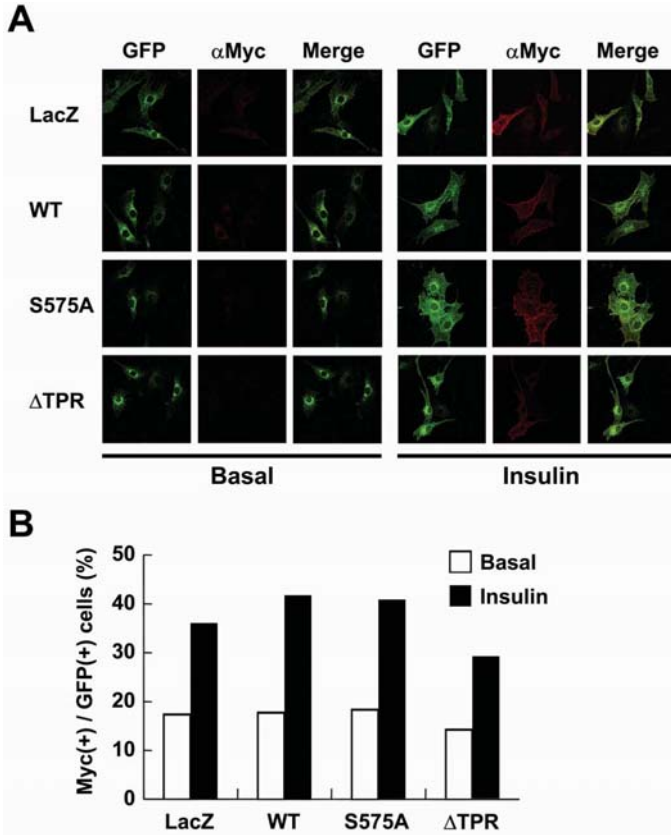 A
GFP αMyc Merge GFP αMyc Merge
LacZ
WT
S575A
ΔTPR
Basal Insulin
B
Myc(+) / GFP(+) cells (%)
50
40
30
20
10
0
Basal
Insulin
LacZ WT S575A ΔTPR